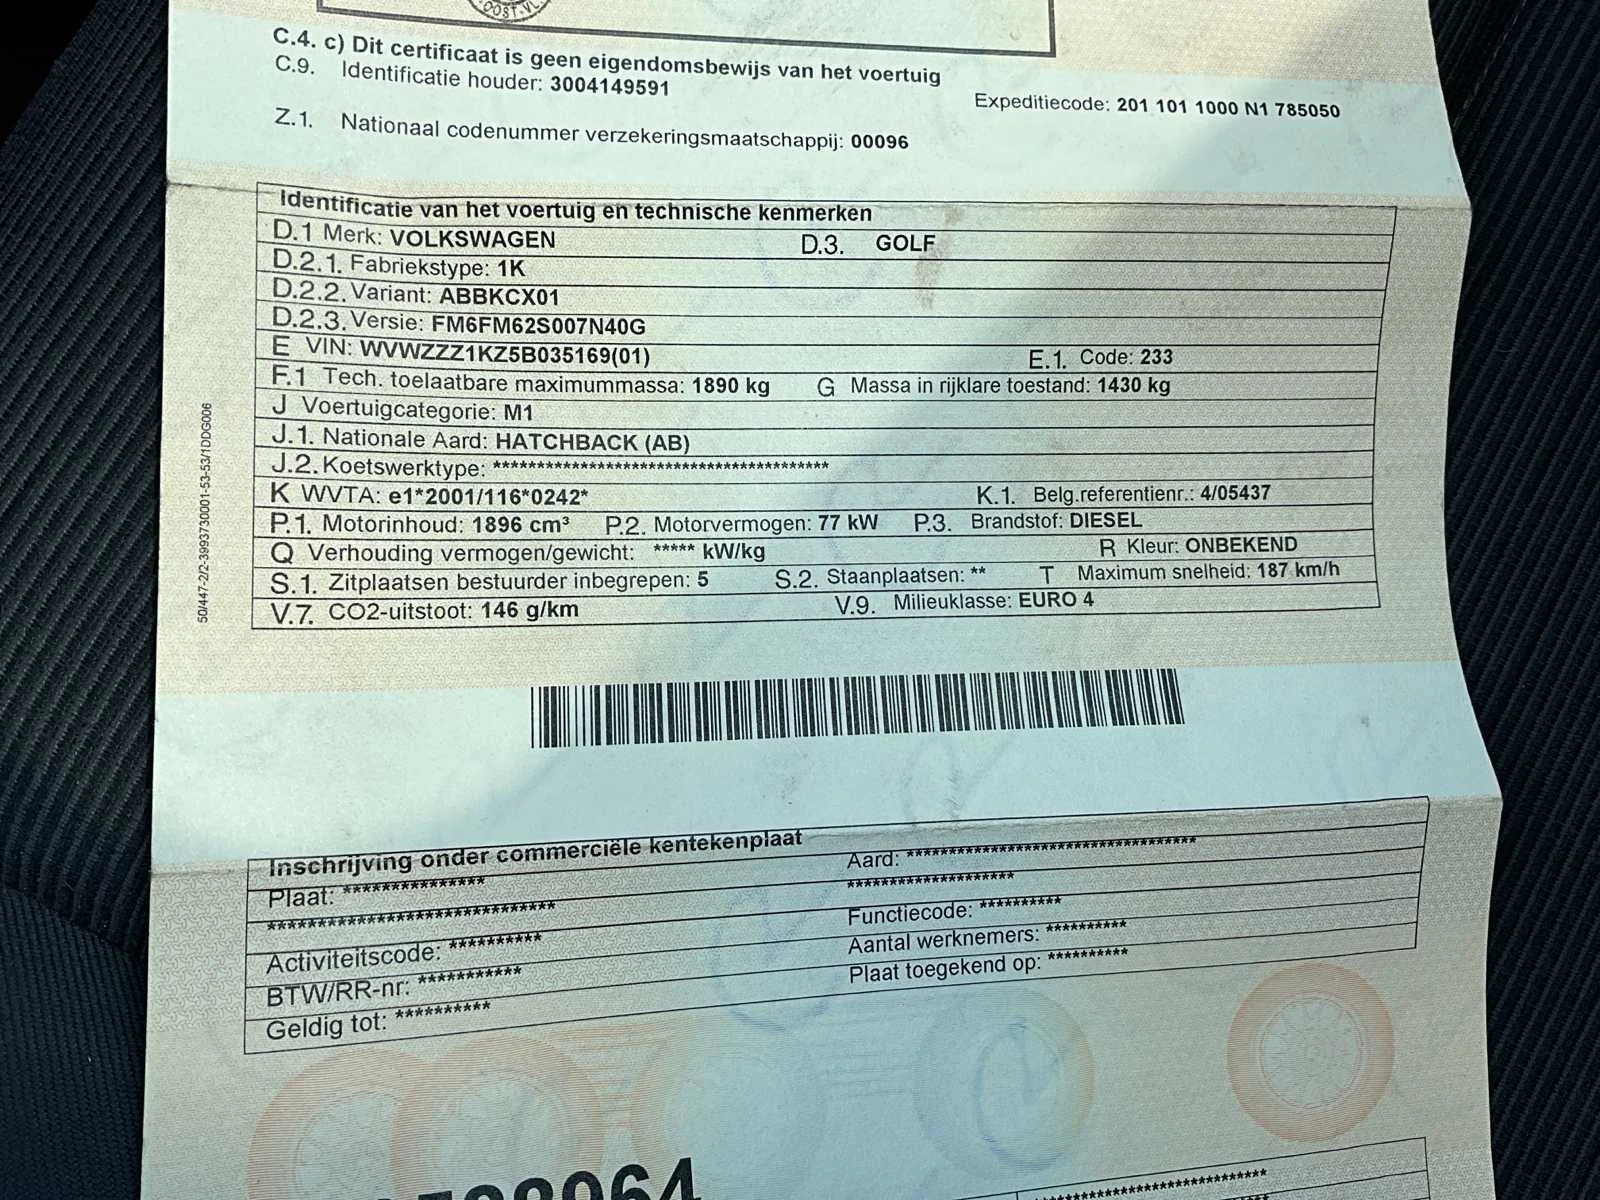 OOST-VL
C.4. c) Dit certificaat is geen eigendomsbewijs van het voertuig
C.9. Identificatie houder: 3004149591
Expeditiecode: 201 101 1000 N1 785050
Z.1. Nationaal codenummer verzekeringsmaatschappij: 00096
Identificatie van het voertuig en technische kenmerken
D.1 Merk: VOLKSWAGEN D.3. GOLF
D.2.1. Fabriekstype: 1K
D.2.2. Variant: ABBKCX01
D.2.3. Versie: FM6FM62S007N40G
E VIN: WVWZZZ1KZ5B035169(01) E.1. Code: 233
F.1 Tech. toelaatbare maximummassa: 1890 kg G Massa in rijklare toestand: 1430 kg
J Voertuigcategorie: M1
J.1. Nationale Aard: HATCHBACK (AB)
J.2. Koetswerktype: **************************************
K WVTA: e1*2001/116*0242* K.1. Belg.referentienr.: 4/05437
P.1. Motorinhoud: 1896 cm³ P.2. Motorvermogen: 77 kW P.3. Brandstof: DIESEL
Q Verhouding vermogen/gewicht: ***** kW/kg R Kleur: ONBEKEND
S.1. Zitplaatsen bestuurder inbegrepen: 5 S.2. Staanplaatsen: ** T Maximum snelheid: 187 km/h
V.7. CO2-uitstoot: 146 g/km V.9. Milieuklasse: EURO 4
50/447-2/2-3993730001-53-53/1DDG006
Inschrijving onder commerciële kentekenplaat
Plaat: *************** Aard: *********************************
******************************* ********************
Activiteitscode: ********** Functiecode: **********
BTW/RR-nr: *********** Aantal werknemers: **********
Geldig tot: ********** Plaat toegekend op: **********